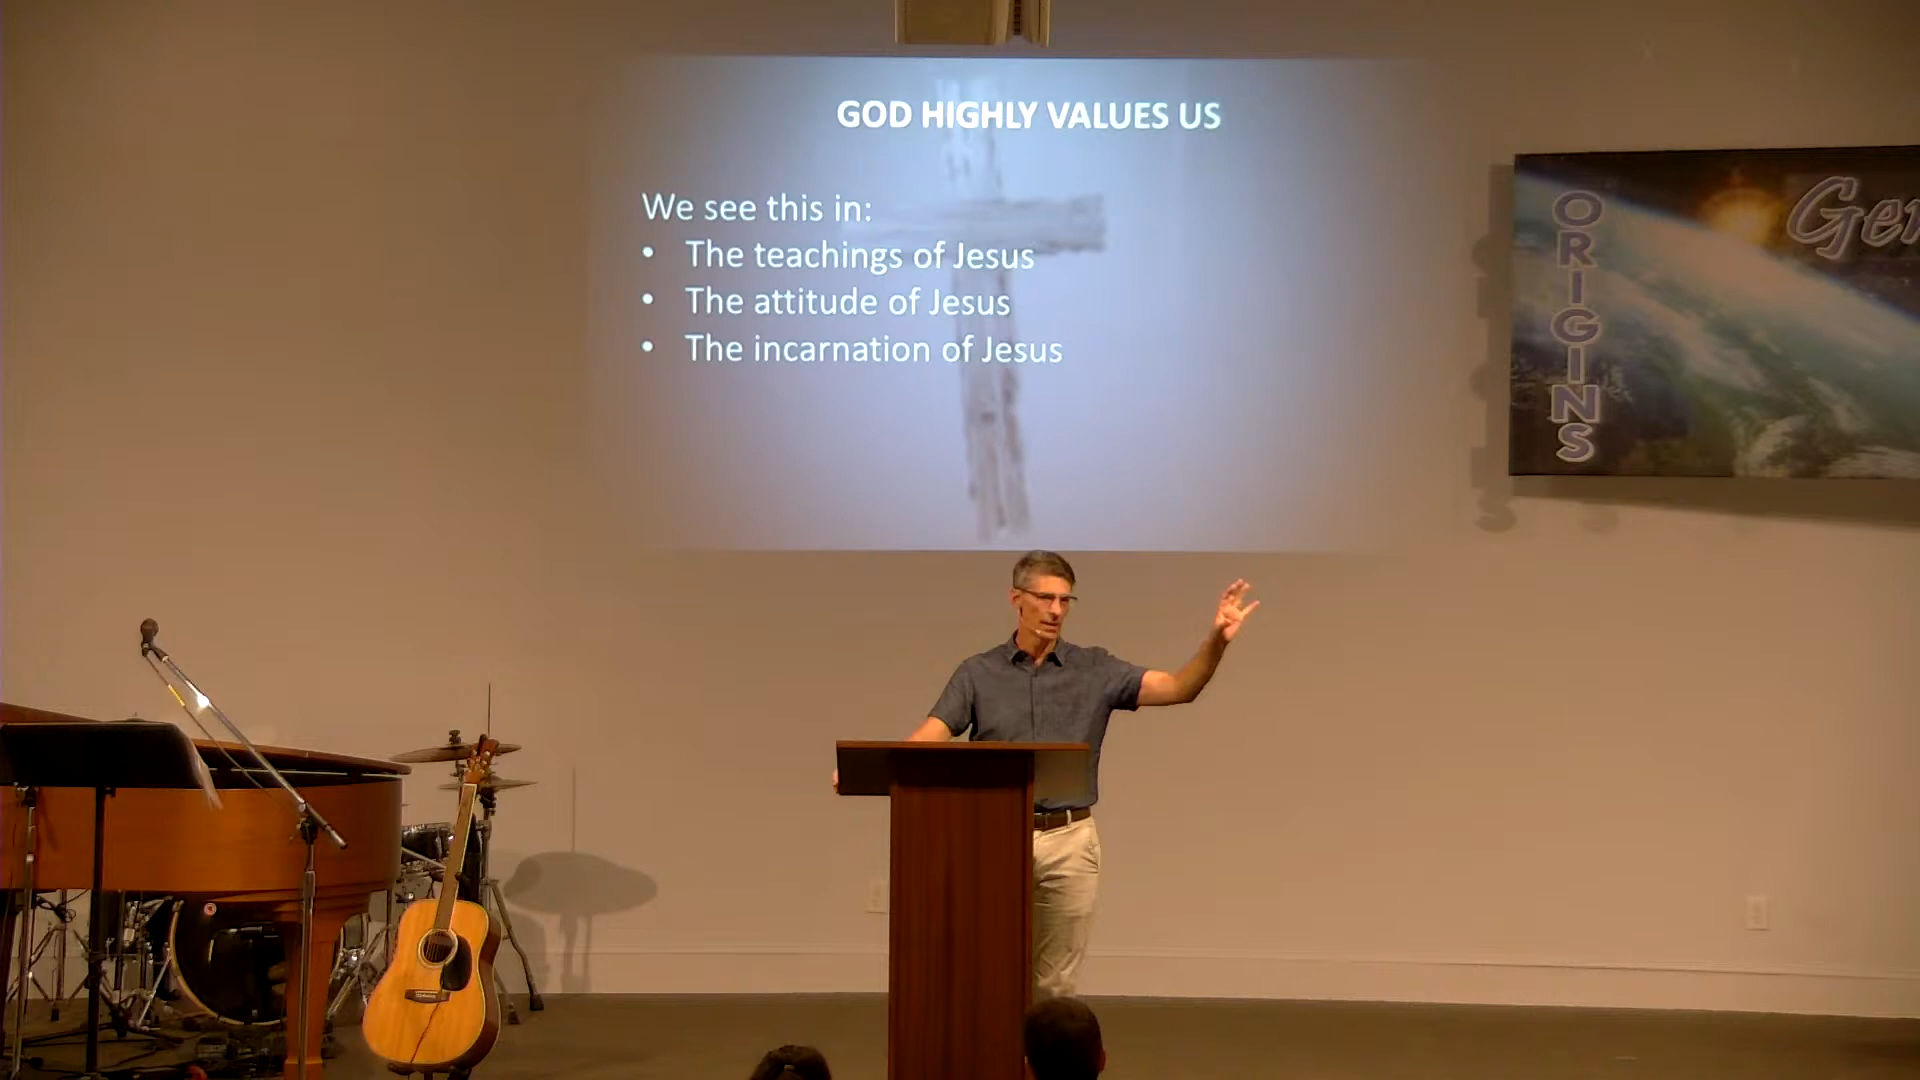 GOD HIGHLY VALUES US
We see this in:
• The teachings of Jesus
• The attitude of Jesus
• The incarnation of Jesus
ORIGINS